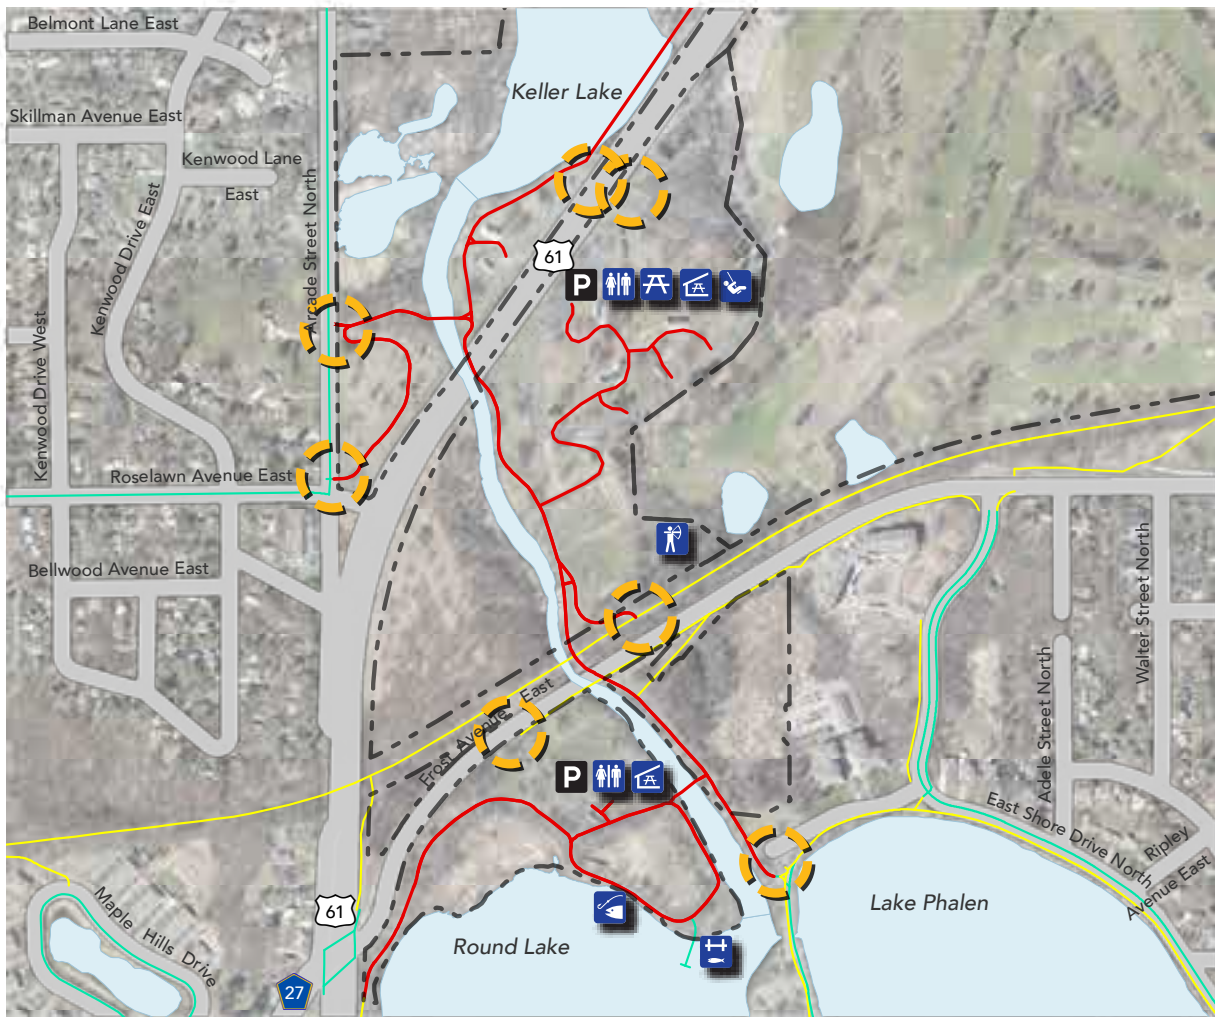 Belmont Lane East
Keller Lake
Skillman Avenue East
Kenwood Lane
East
Kenwood Drive East
Arcade Street North
61
P
Kenwood Drive West
Roselawn Avenue East
Bellwood Avenue East
Walter Street North
Adele Street North
Frost Avenue East
P
East Shore Drive North
Ripley
Avenue East
Maple Hills Drive
61
Lake Phalen
Round Lake
27